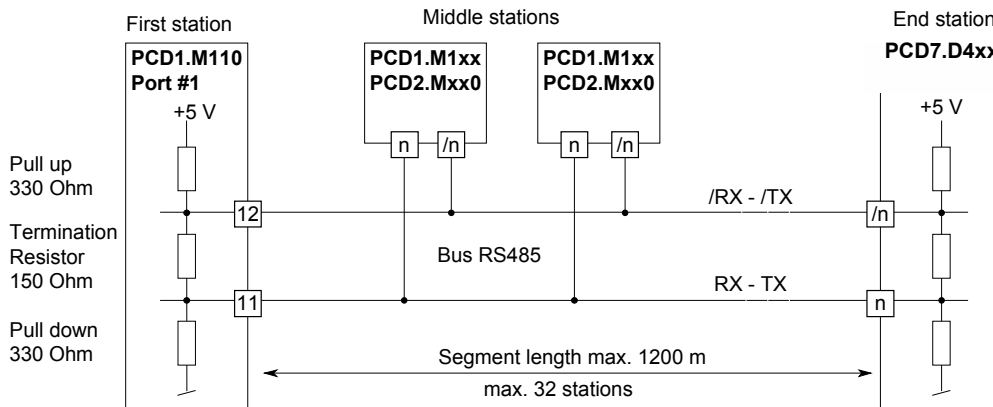 First station
Middle stations
End station
PCD1.M110
Port #1
PCD1.M1xx
PCD2.Mxx0
PCD1.M1xx
PCD2.Mxx0
PCD7.D4xx
+5 V
+5 V
n
/n
n
/n
Pull up
330 Ohm
12
/RX - /TX
/n
Termination
Resistor
150 Ohm
Bus RS485
11
RX - TX
n
Pull down
330 Ohm
Segment length max. 1200 m
max. 32 stations